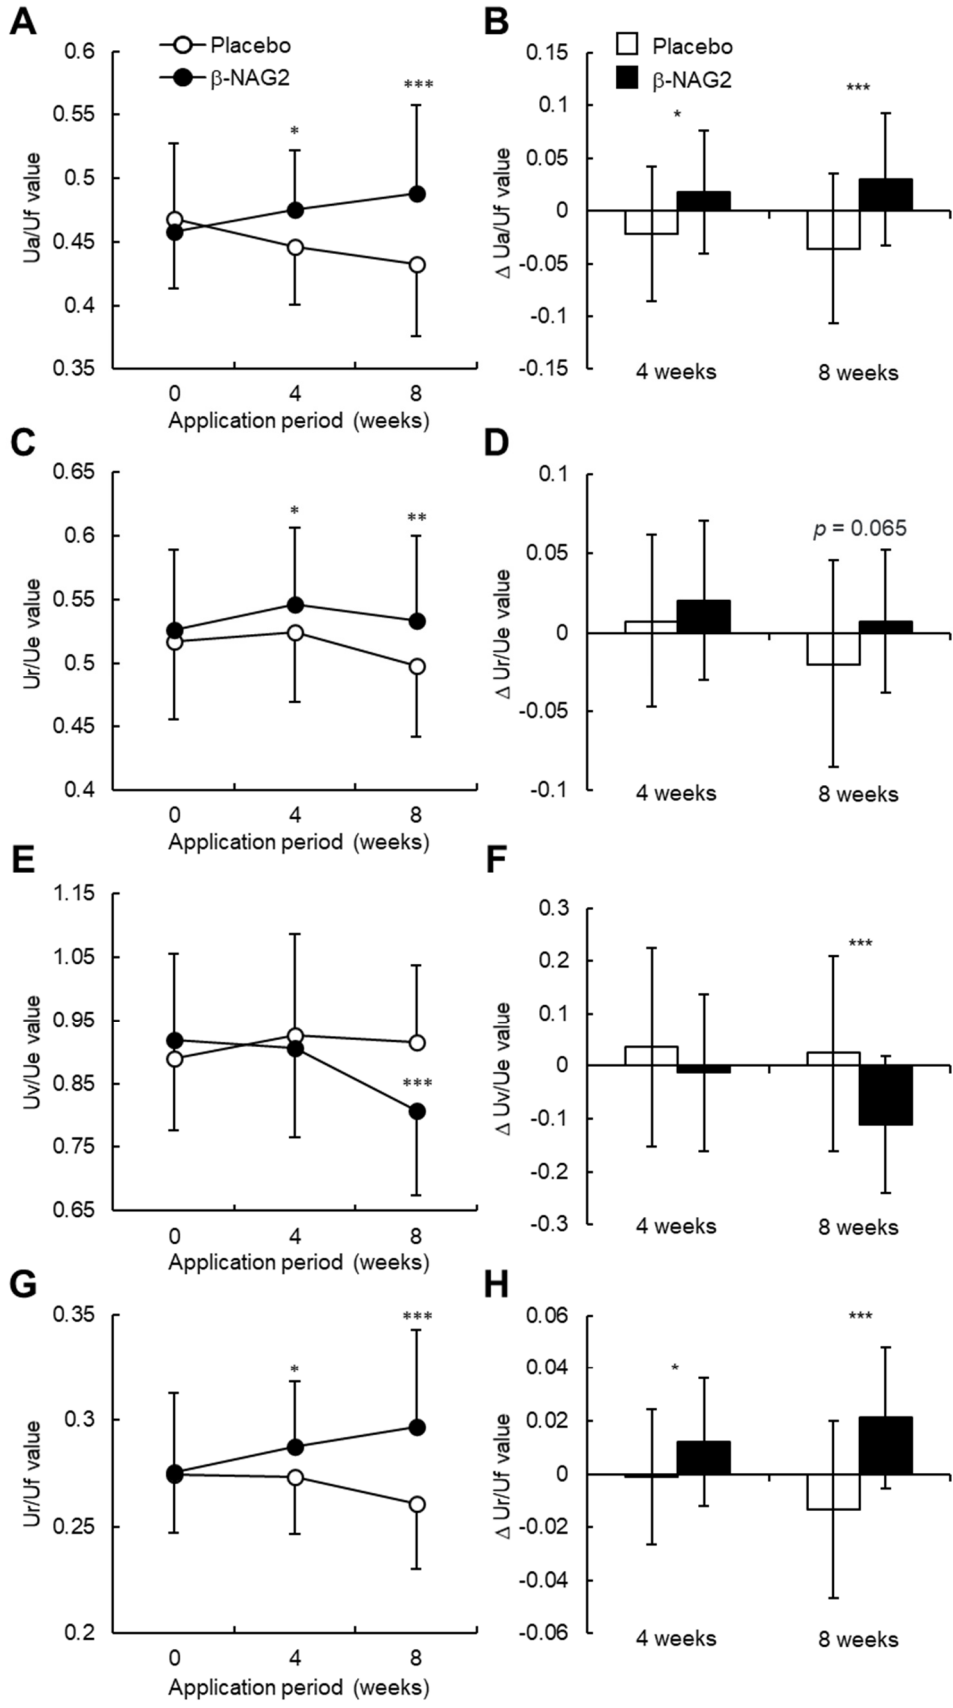 A
Placebo
β-NAG2
0.6
0.55
0.5
0.45
0.4
0.35
Ua/Uf value
*
***
0
4
8
Application period (weeks)
B
Placebo
β-NAG2
0.15
0.1
0.05
0
-0.05
-0.1
-0.15
Δ Ua/Uf value
*
***
4 weeks
8 weeks
C
0.65
0.6
0.55
0.5
0.45
0.4
Ur/Ue value
*
**
0
4
8
Application period (weeks)
D
0.1
0.05
0
-0.05
-0.1
Δ Ur/Ue value
p = 0.065
4 weeks
8 weeks
E
1.15
1.05
0.95
0.85
0.75
0.65
Uv/Ue value
***
0
4
8
Application period (weeks)
F
0.3
0.2
0.1
0
-0.1
-0.2
-0.3
Δ Uv/Ue value
***
4 weeks
8 weeks
G
0.35
0.3
0.25
0.2
Ur/Uf value
*
***
0
4
8
Application period (weeks)
H
0.06
0.04
0.02
0
-0.02
-0.04
-0.06
Δ Ur/Uf value
*
***
4 weeks
8 weeks